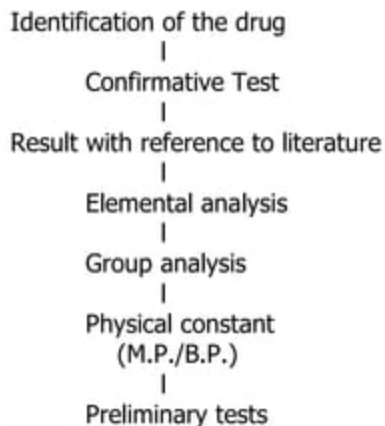 Identification of the drug
Confirmative Test
Result with reference to literature
Elemental analysis
Group analysis
Physical constant
(M.P./B.P.)
Preliminary tests